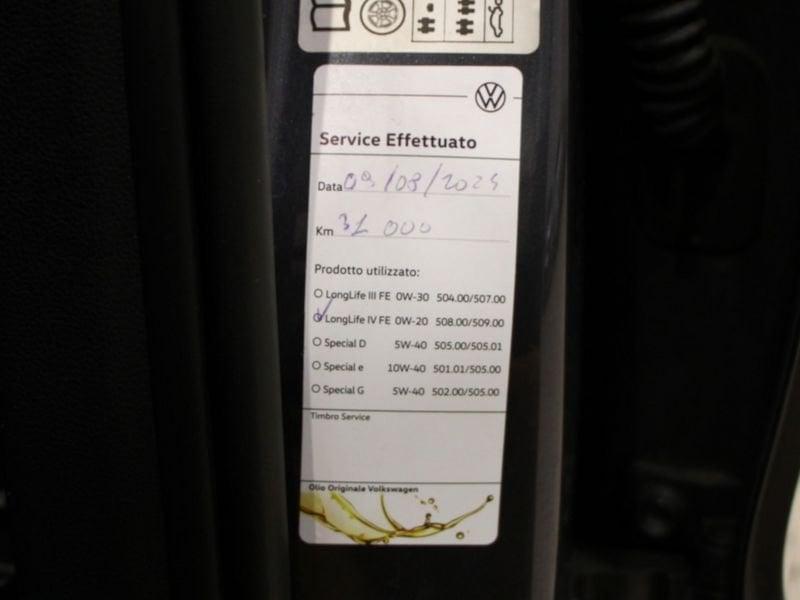 Service Effettuato
Data 09/08/2024
Km 31 000
Prodotto utilizzato:
LongLife III FE 0W-30 504.00/507.00
LongLife IV FE 0W-20 508.00/509.00
Special D 5W-40 505.00/505.01
Special e 10W-40 501.01/505.00
Special G 5W-40 502.00/505.00
Timbro Service
Olio Originale Volkswagen